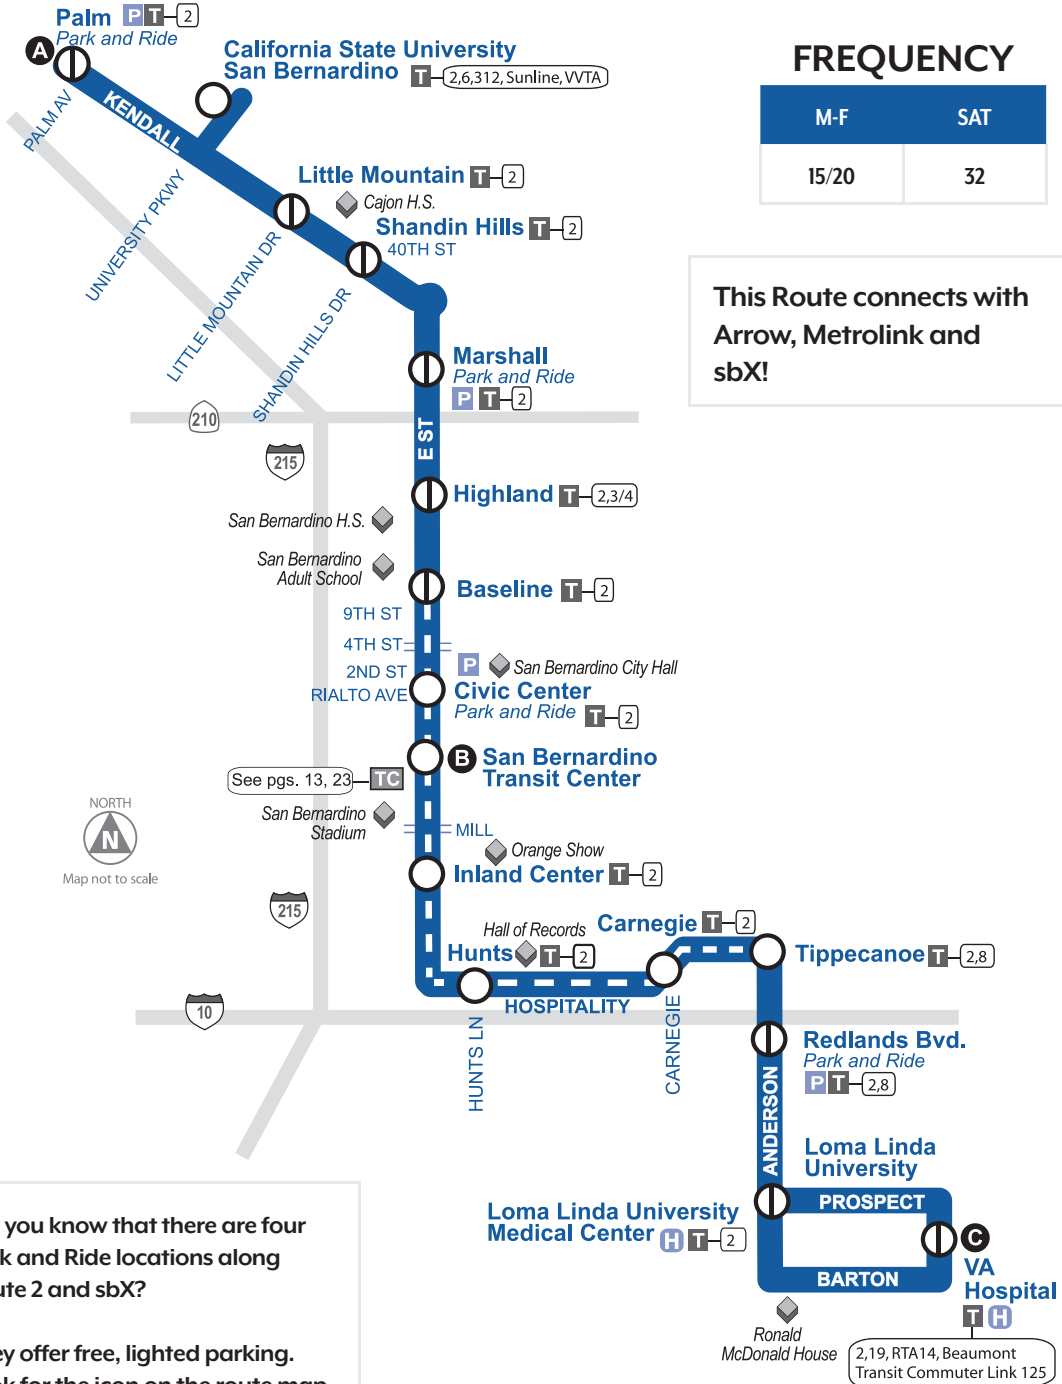 Palm P T 2
Park and Ride
A
California State University
San Bernardino T 2,6,312, Sunline, VVTA
FREQUENCY
M-F SAT
15/20 32
PALM AV
KENDALL
UNIVERSITY PKWY
Little Mountain T 2
Cajon H.S.
Shandin Hills T 2
40TH ST
LITTLE MOUNTAIN DR
SHANDIN HILLS DR
This Route connects with
Arrow, Metrolink and
sbX!
Marshall
Park and Ride
P T 2
210
215
E ST
Highland T 2,3/4
San Bernardino H.S.
San Bernardino
Adult School
Baseline T 2
9TH ST
4TH ST
2ND ST
RIALTO AVE
P San Bernardino City Hall
Civic Center
Park and Ride T 2
B San Bernardino
Transit Center
See pgs. 13, 23 TC
San Bernardino
Stadium
MILL
NORTH
N
Map not to scale
Orange Show
Inland Center T 2
215
Hall of Records
Hunts T 2
Carnegie T 2
Tippecanoe T 2,8
HOSPITALITY
10
HUNTS LN
CARNEGIE
Redlands Bvd.
Park and Ride
P T 2,8
ANDERSON
Loma Linda
University
PROSPECT
Loma Linda University
Medical Center H T 2
C
VA
Hospital
T H
BARTON
Ronald
McDonald House
2,19, RTA14, Beaumont
Transit Commuter Link 125
you know that there are four
k and Ride locations along
ute 2 and sbX?
ey offer free, lighted parking.
k for the icon on the route map